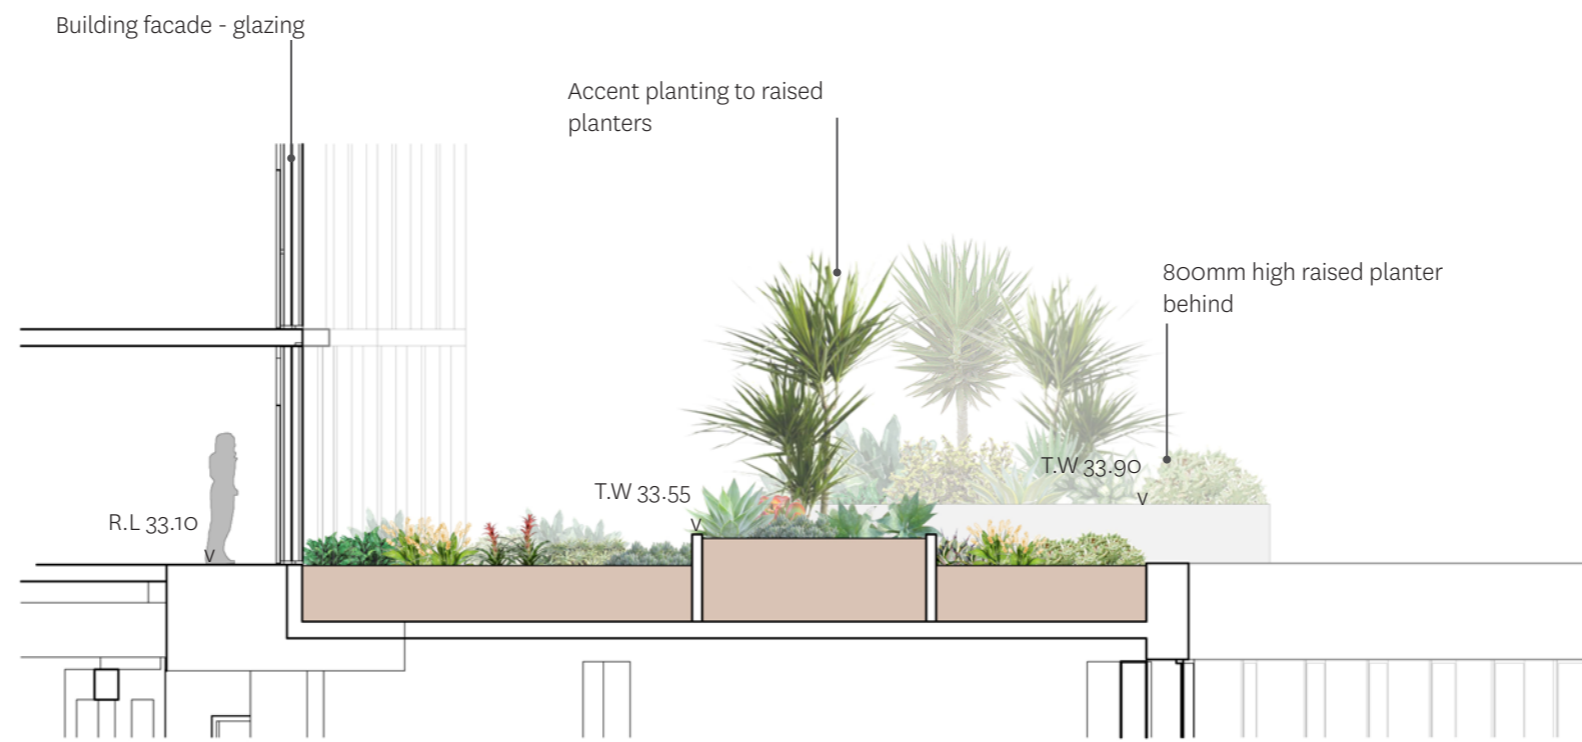 Building facade - glazing
Accent planting to raised
planters
800mm high raised planter
behind
T.W 33.90
T.W 33.55
R.L 33.10